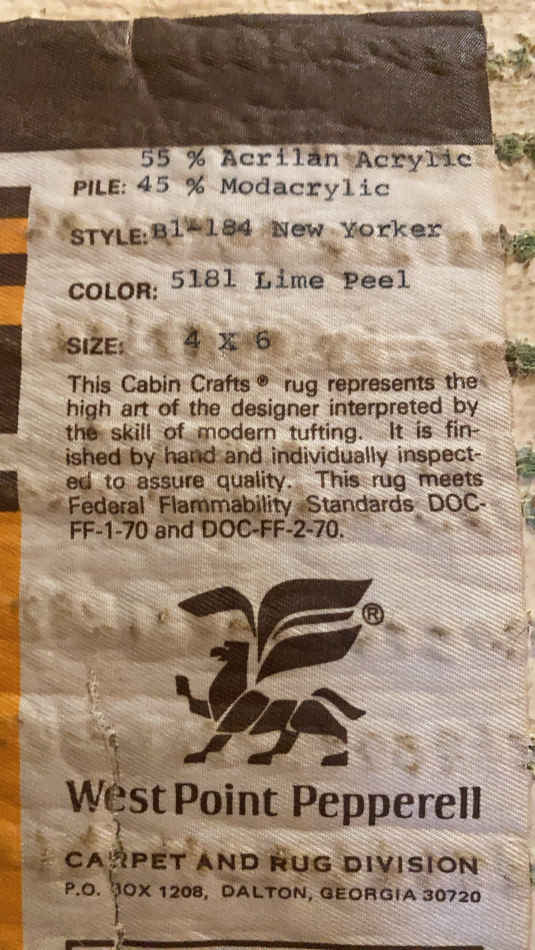 55 % Acrilan Acrylic
PILE: 45 % Modacrylic
STYLE: B1-184 New Yorker
COLOR: 5181 Lime Peel
SIZE: 4 X 6
This Cabin Crafts® rug represents the
high art of the designer interpreted by
the skill of modern tufting. It is fin-
ished by hand and individually inspect-
ed to assure quality. This rug meets
Federal Flammability Standards DOC-
FF-1-70 and DOC-FF-2-70.
®
West Point Pepperell
CARPET AND RUG DIVISION
P.O. BOX 1208, DALTON, GEORGIA 30720